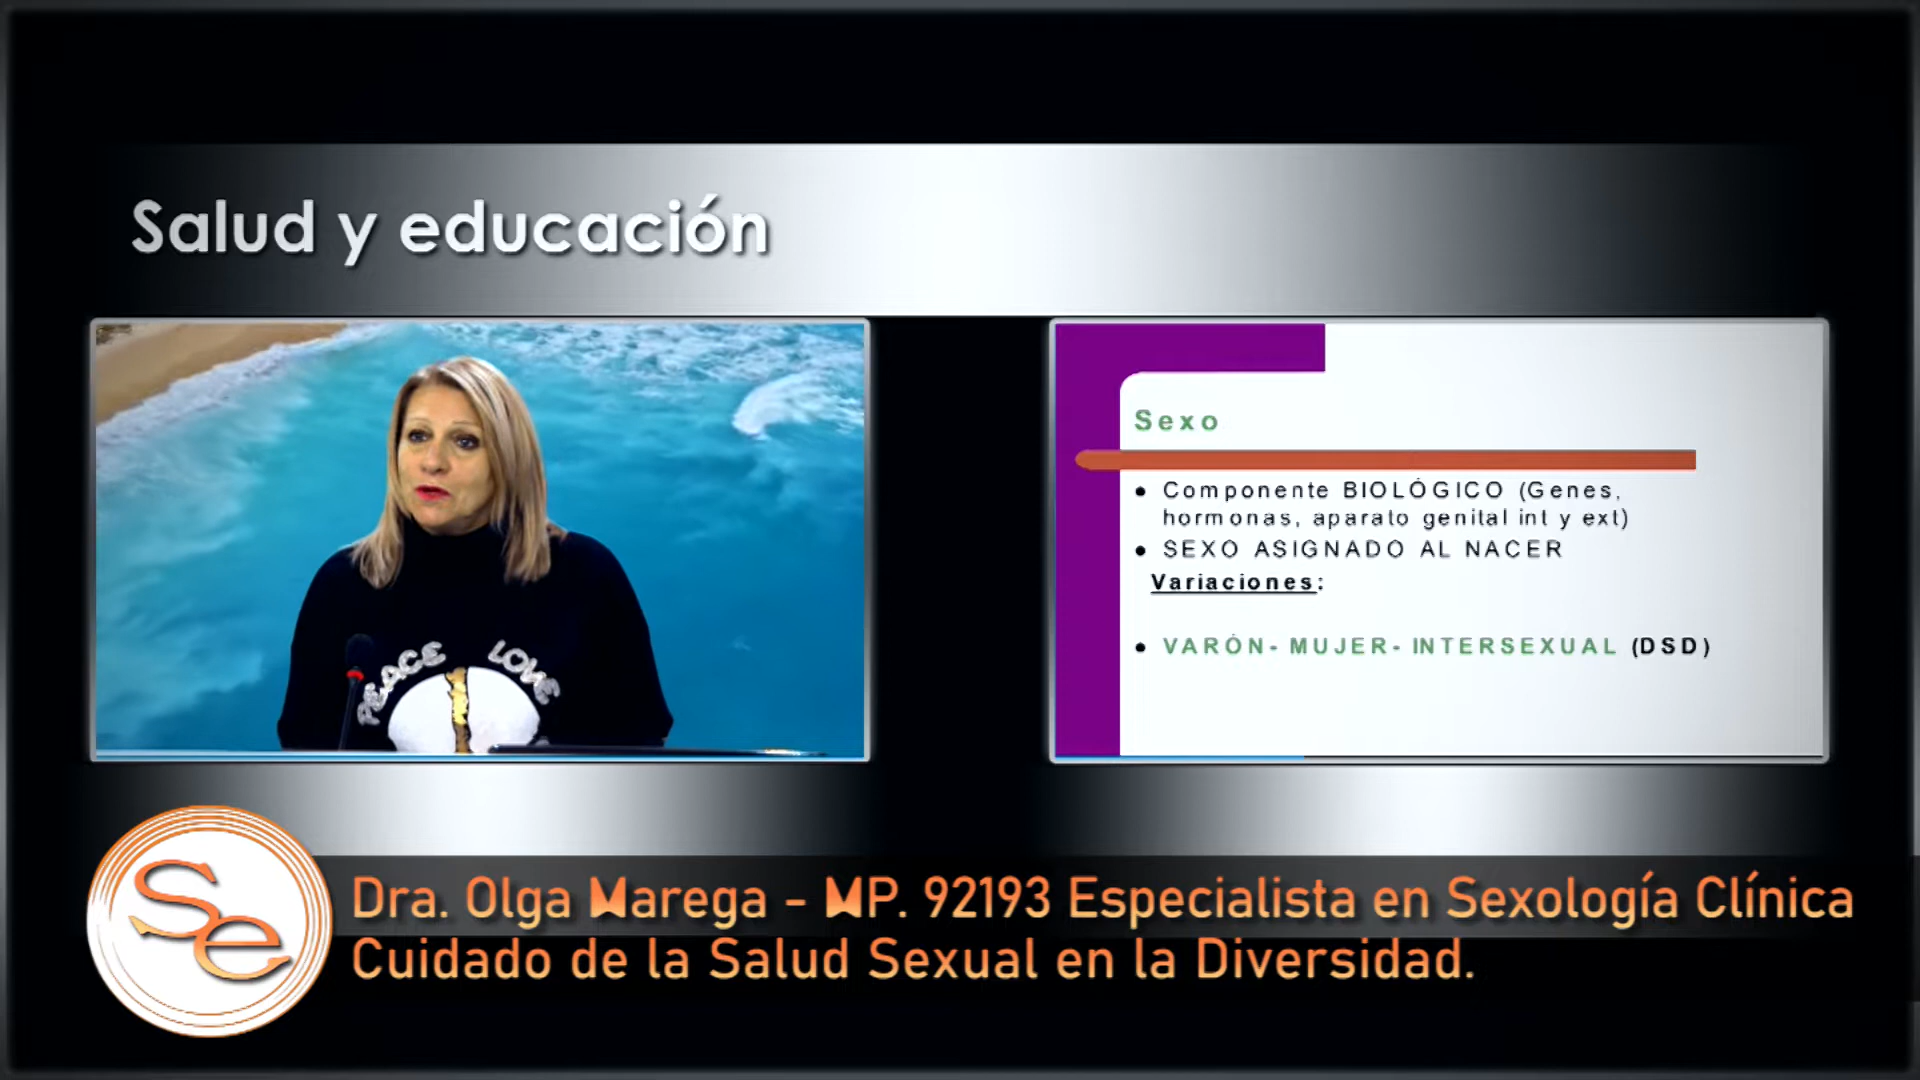 Salud y educación
PEACE LOVE
Sexo
• Componente BIOLÓGICO (Genes,
hormonas, aparato genital int y ext)
• SEXO ASIGNADO AL NACER
Variaciones:
• VARÓN- MUJER- INTERSEXUAL (DSD)
Se
Dra. Olga Marega - MP. 92193 Especialista en Sexología Clínica
Cuidado de la Salud Sexual en la Diversidad.